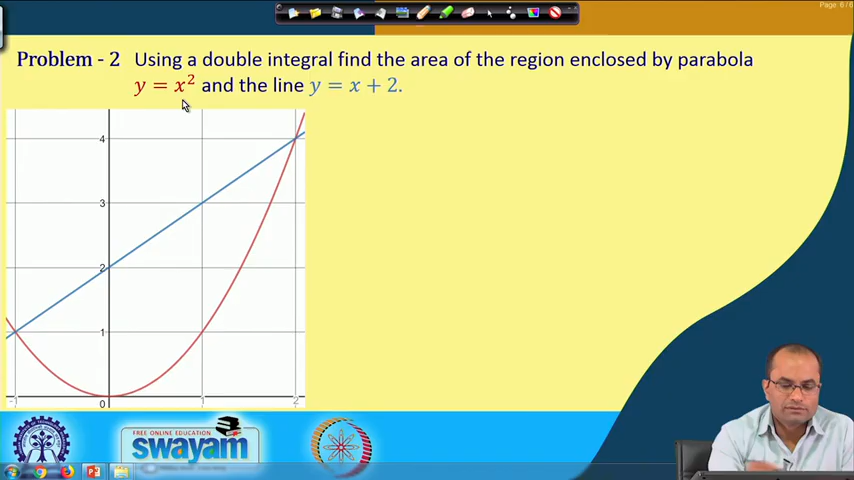 Page 6/6
Problem - 2 Using a double integral find the area of the region enclosed by parabola
y = x² and the line y = x + 2.
4
3
2
1
-1 0 1 2
FREE ONLINE EDUCATION
swayam